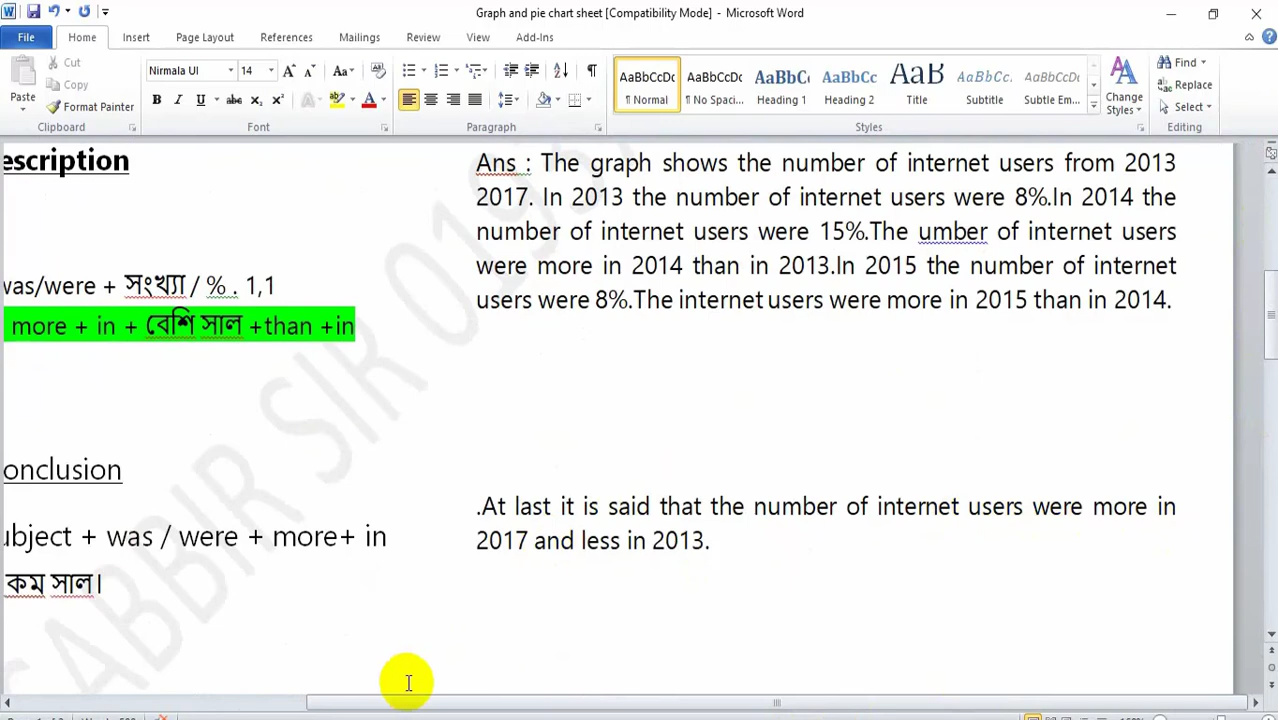 Graph and pie chart sheet [Compatibility Mode] - Microsoft Word
File Home Insert Page Layout References Mailings Review View Add-Ins
Cut
Copy
Paste Format Painter
Nirmala UI 14
AaBbCcDc AaBbCcDc AaBbC AaBbCc AaB AaBbCc. AaBbCcDc
¶ Normal ¶ No Spaci... Heading 1 Heading 2 Title Subtitle Subtle Em...
Change Styles
Find
Replace
Select
Clipboard Font Paragraph Styles Editing
escription
was/were + সংখ্যা / % . 1,1
more + in + বেশি সাল +than +in
onclusion
ubject + was / were + more+ in
কম সাল।
Ans : The graph shows the number of internet users from 2013
2017. In 2013 the number of internet users were 8%.In 2014 the
number of internet users were 15%.The umber of internet users
were more in 2014 than in 2013.In 2015 the number of internet
users were 8%.The internet users were more in 2015 than in 2014.
.At last it is said that the number of internet users were more in
2017 and less in 2013.
ABBIR SIR 0193